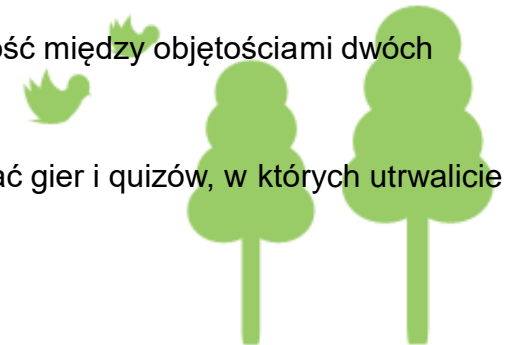 ość między objętościami dwóch
ać gier i quizów, w których utrwalicie